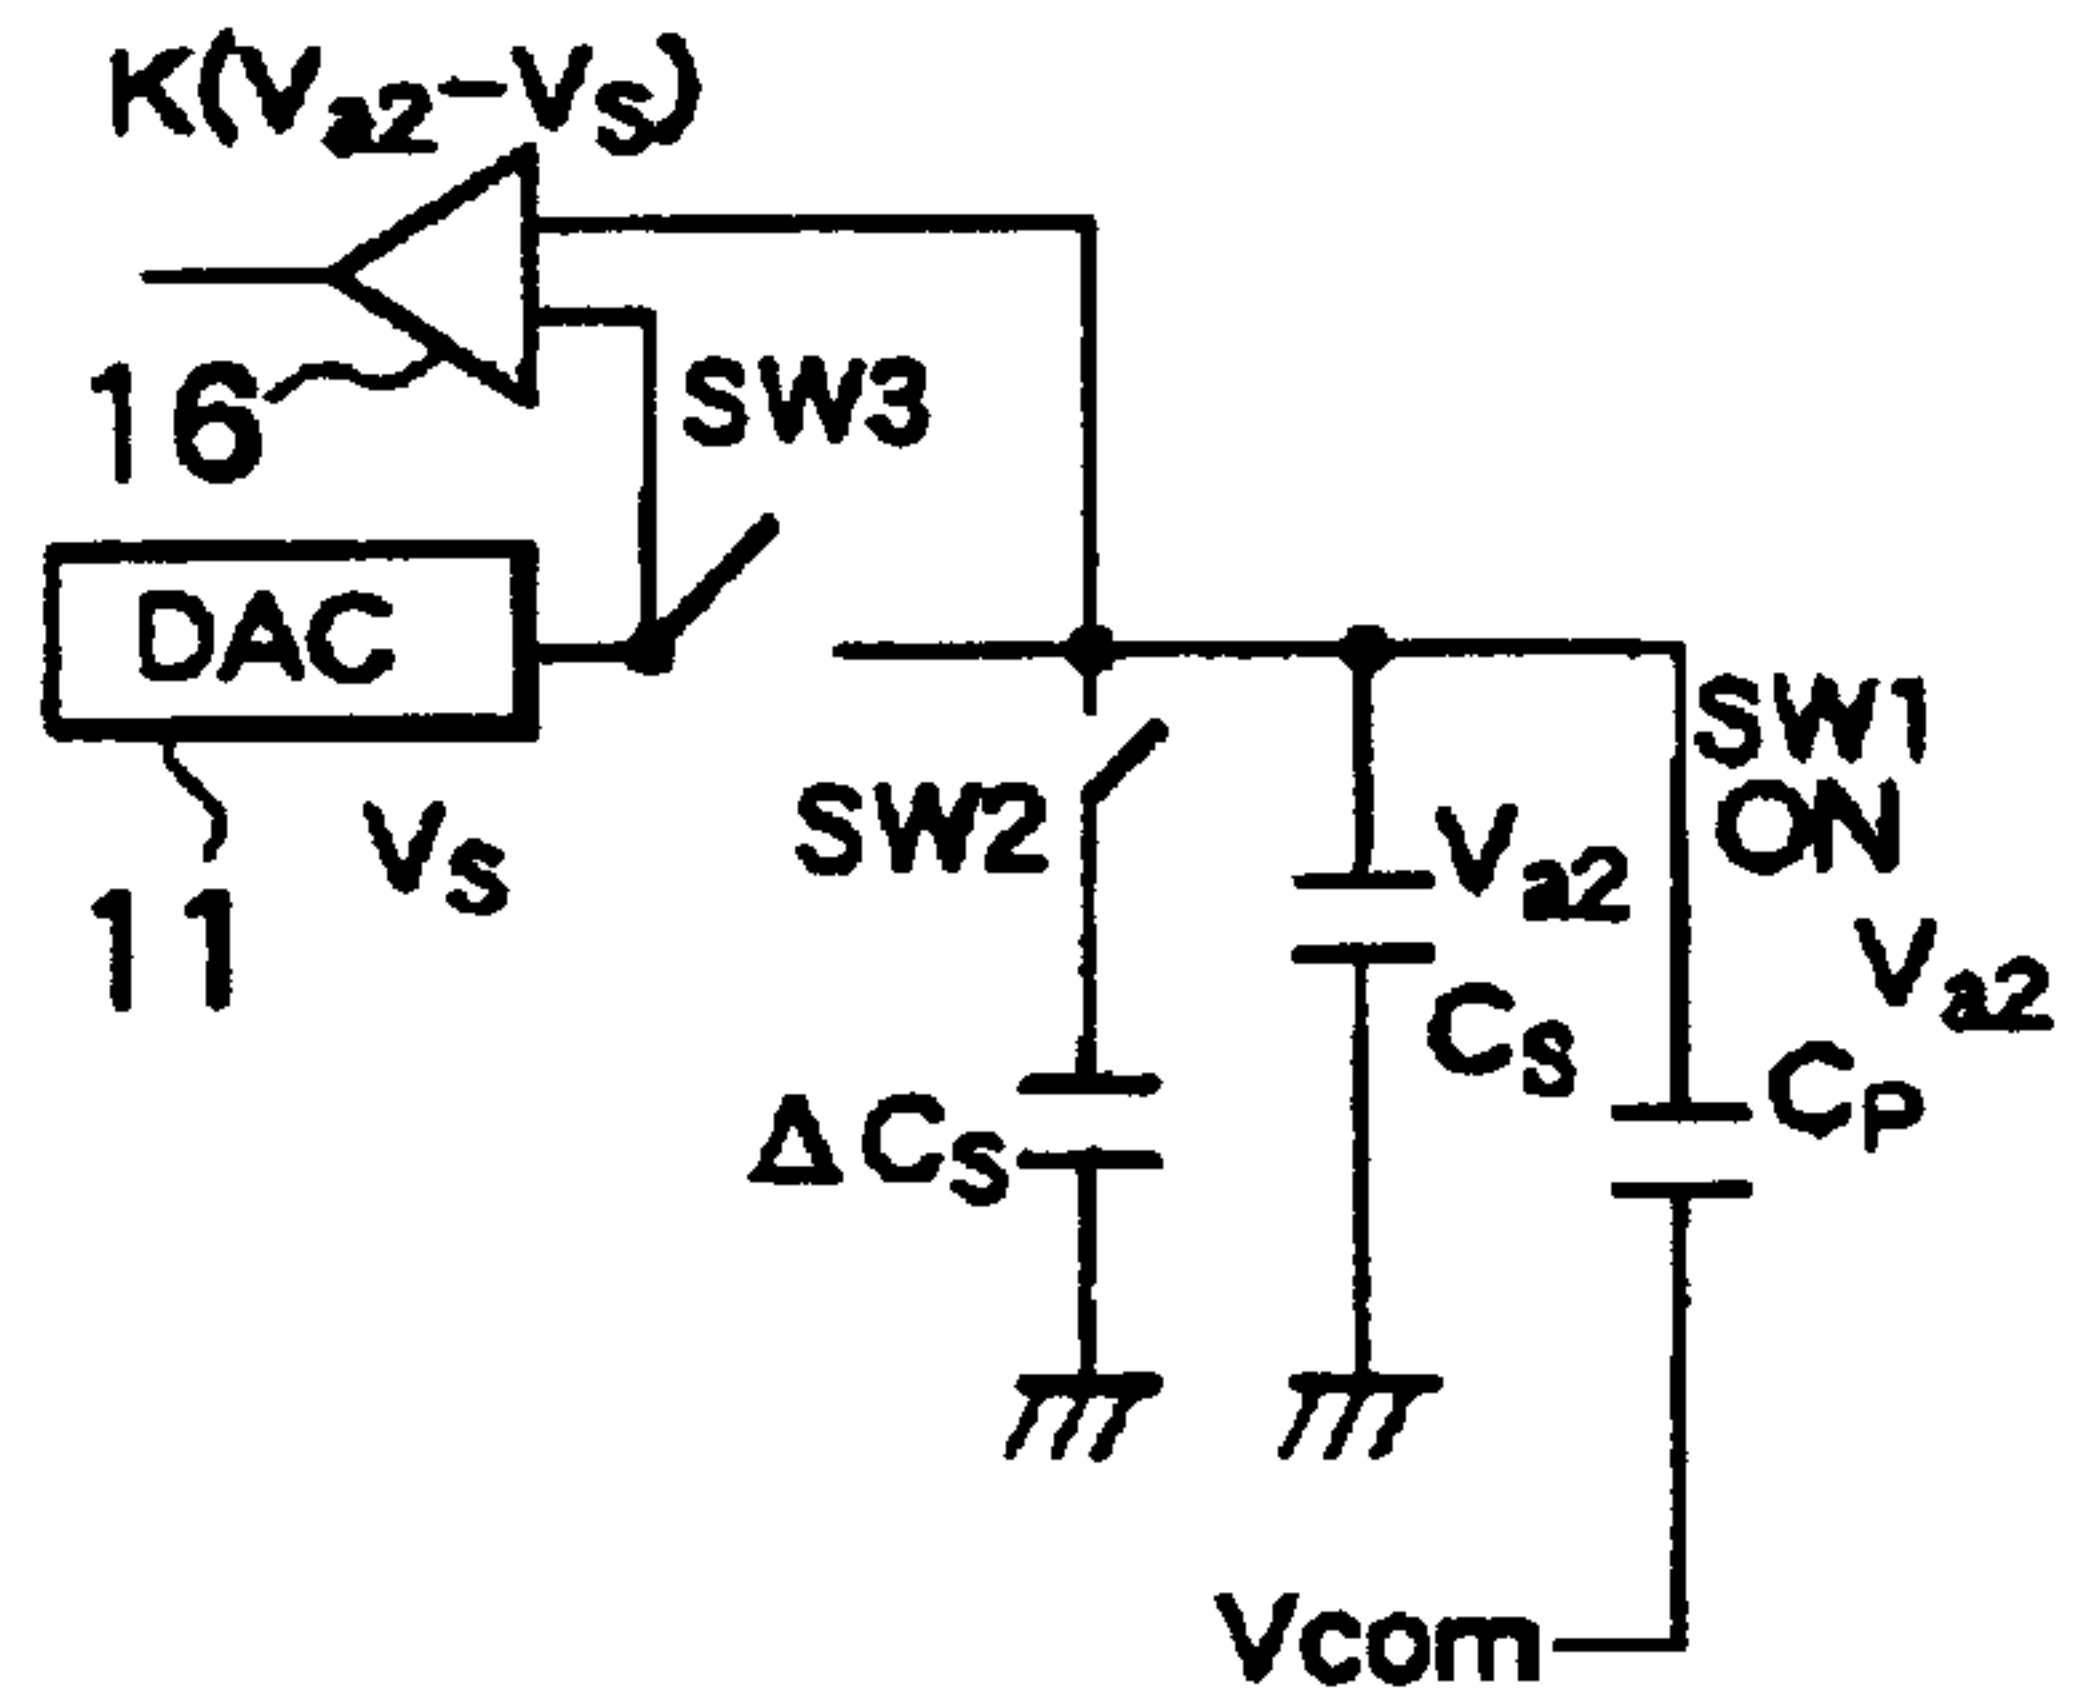 K(Va2-Vs)
16
SW3
DAC
SW1
ON
11
Vs
SW2
Va2
Va2
Cs
CP
ΔCs
Vcom